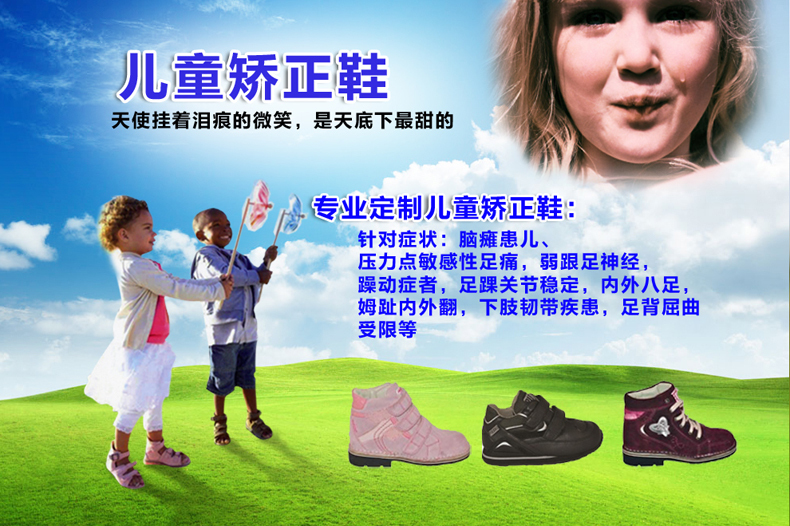 儿童矫正鞋
天使挂着泪痕的微笑，是天底下最甜的
专业定制儿童矫正鞋：
针对症状：脑瘫患儿、
压力点敏感性足痛，弱跟足神经，
躁动症者，足踝关节稳定，内外八足，
姆趾内外翻，下肢韧带疾患，足背屈曲
受限等